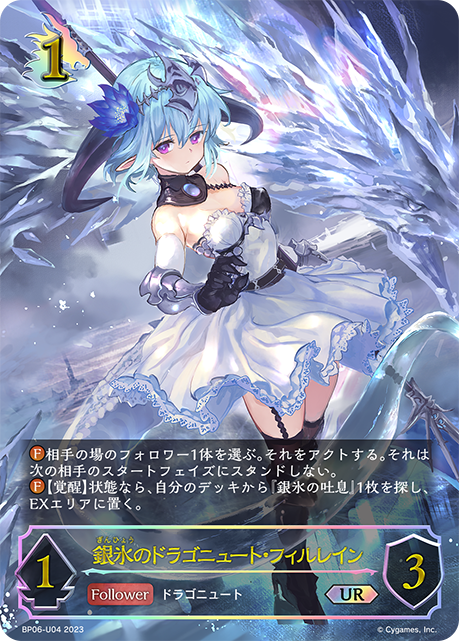 1
F相手の場のフォロワー1体を選ぶ。それをアクトする。それは
次の相手のスタートフェイズにスタンドしない。
F【覚醒】状態なら、自分のデッキから『銀氷の吐息』1枚を探し、
EXエリアに置く。
ぎんひょう
銀氷のドラゴニュート・フィルレイン
1
Follower ドラゴニュート UR
3
BP06-U04 2023 © Cygames, Inc.